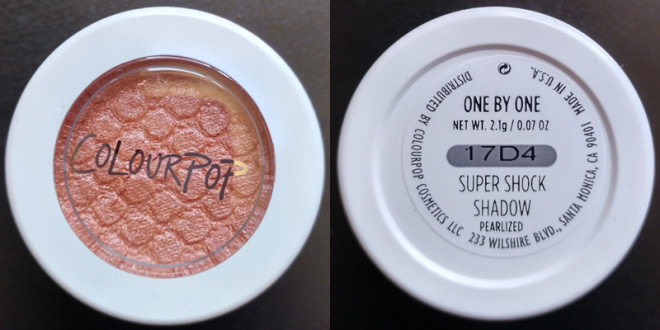 COLOURPOP
ONE BY ONE
NET WT. 2.1g / 0.07 OZ
17D4
SUPER SHOCK
SHADOW
PEARLIZED
DISTRIBUTED BY COLOURPOP COSMETICS LLC 233 WILSHIRE BLVD., SANTA MONICA, CA 90401 MADE IN U.S.A.